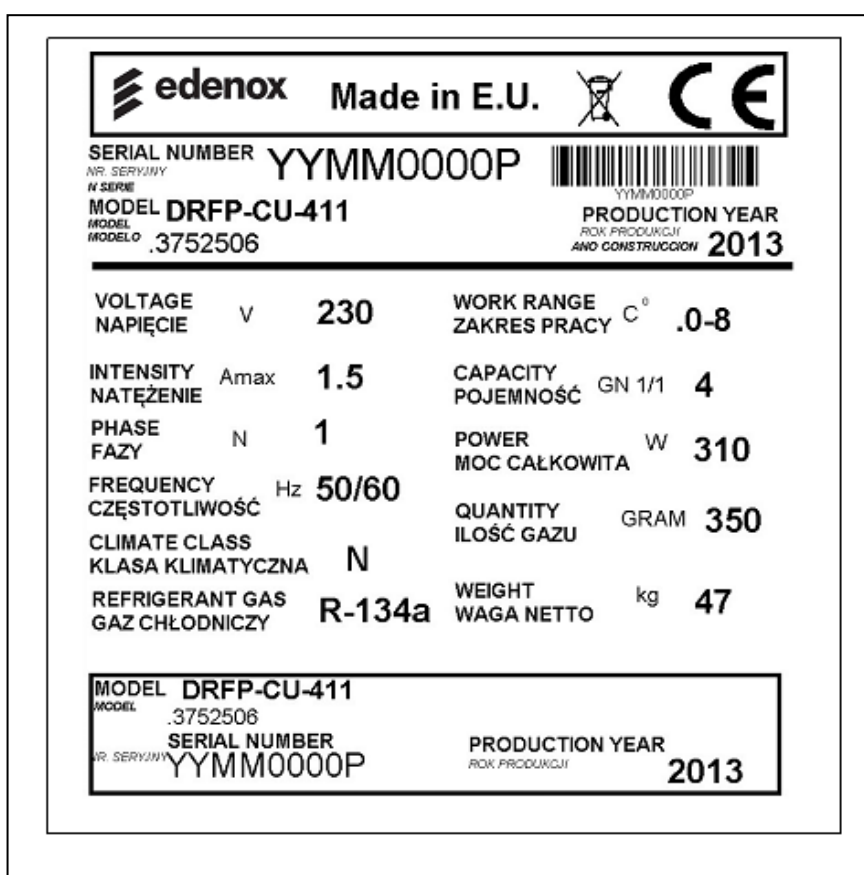 edenox Made in E.U. CE
SERIAL NUMBER YYMM0000P
NR. SERYJNY
N SERIE
YYMM0000P
MODEL DRFP-CU-411
MODEL
MODELO .3752506
PRODUCTION YEAR
ROK PRODUKCJI
ANO CONSTRUCCION 2013
VOLTAGE
NAPIĘCIE V 230
WORK RANGE
ZAKRES PRACY C° .0-8
INTENSITY
NATĘŻENIE Amax 1.5
CAPACITY
POJEMNOŚĆ GN 1/1 4
PHASE
FAZY N 1
POWER
MOC CAŁKOWITA W 310
FREQUENCY
CZĘSTOTLIWOŚĆ Hz 50/60
QUANTITY
ILOŚĆ GAZU GRAM 350
CLIMATE CLASS
KLASA KLIMATYCZNA N
REFRIGERANT GAS
GAZ CHŁODNICZY R-134a
WEIGHT
WAGA NETTO kg 47
MODEL DRFP-CU-411
MODEL
.3752506
SERIAL NUMBER
NR. SERYJNY YYMM0000P
PRODUCTION YEAR
ROK PRODUKCJI
2013